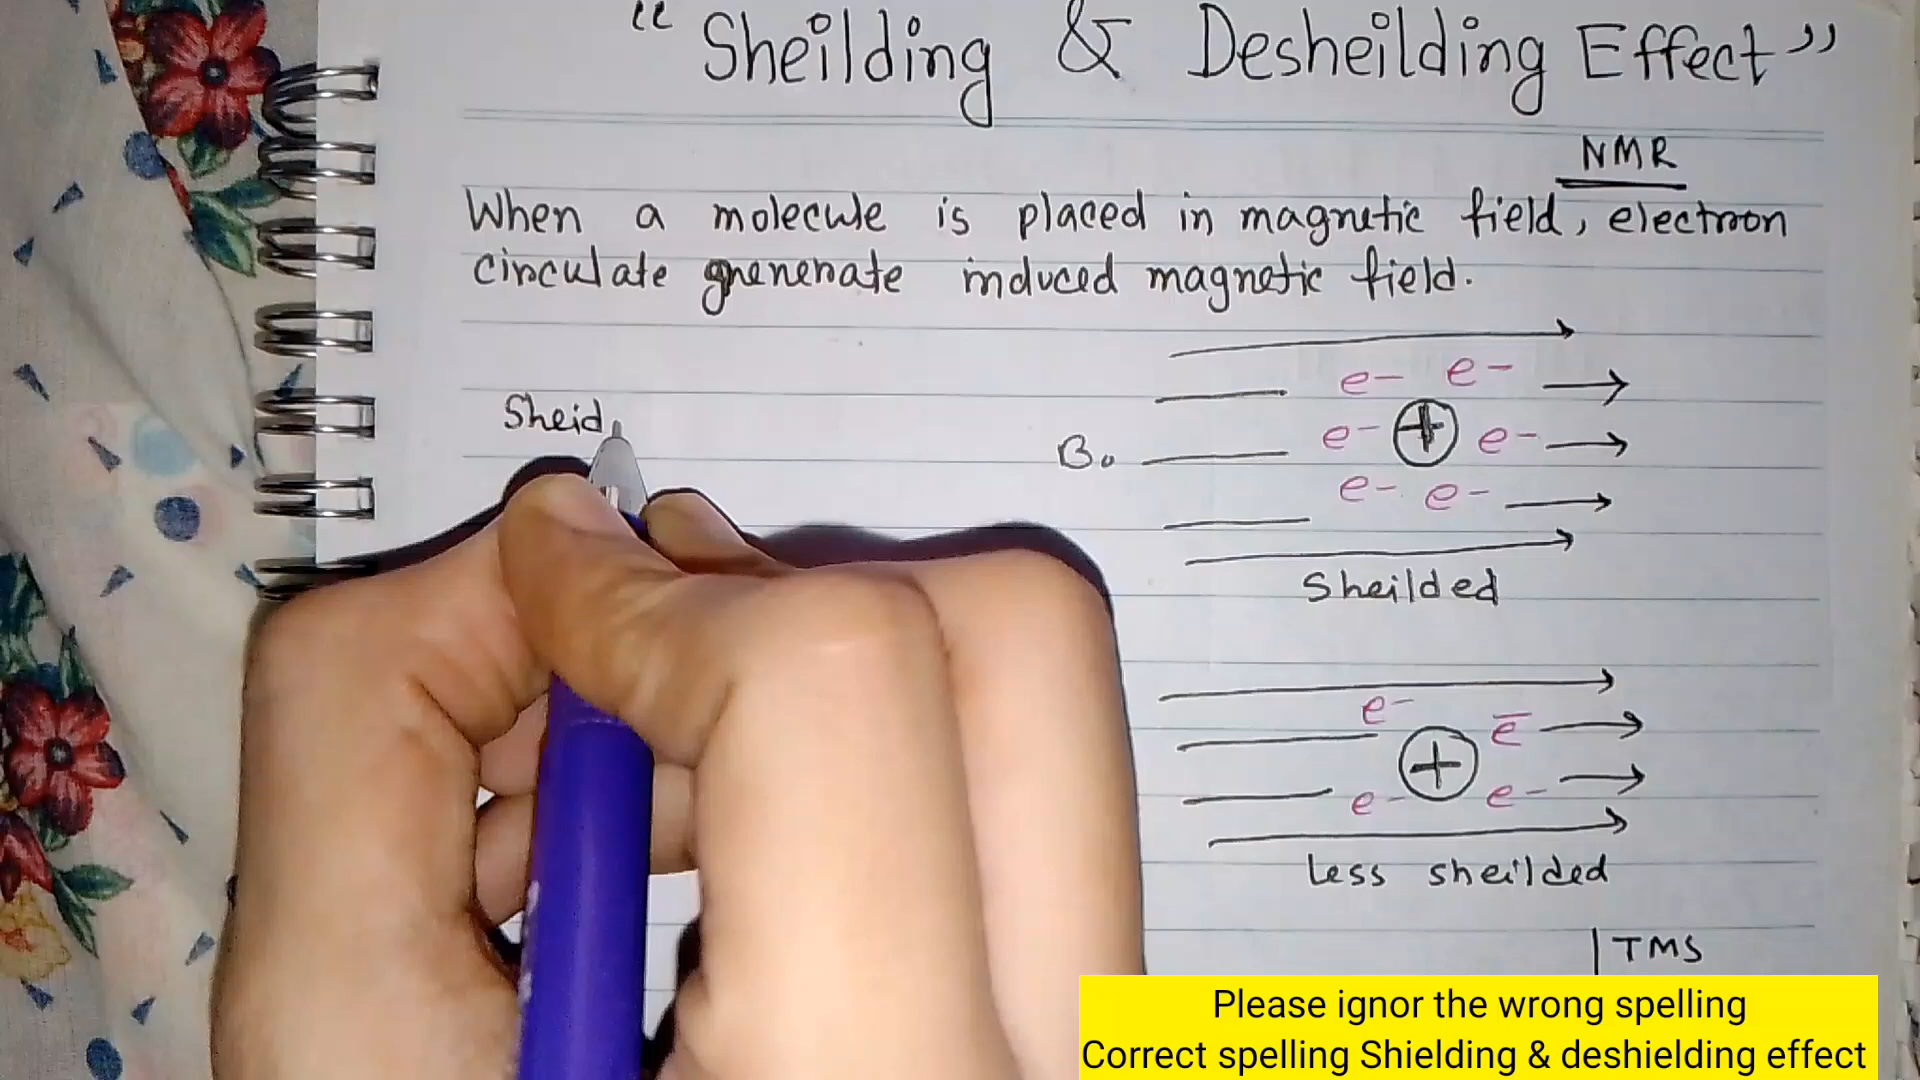 “Sheilding & Desheilding Effect”
NMR
When a molecule is placed in magnetic field, electron
circulate genenate induced magnetic field.
Sheid
e- e-
B₀ e- + e-
e- e-
Sheilded
e- e̅
+
e- e-
Less sheilded
TMS
Please ignor the wrong spelling
Correct spelling Shielding & deshielding effect